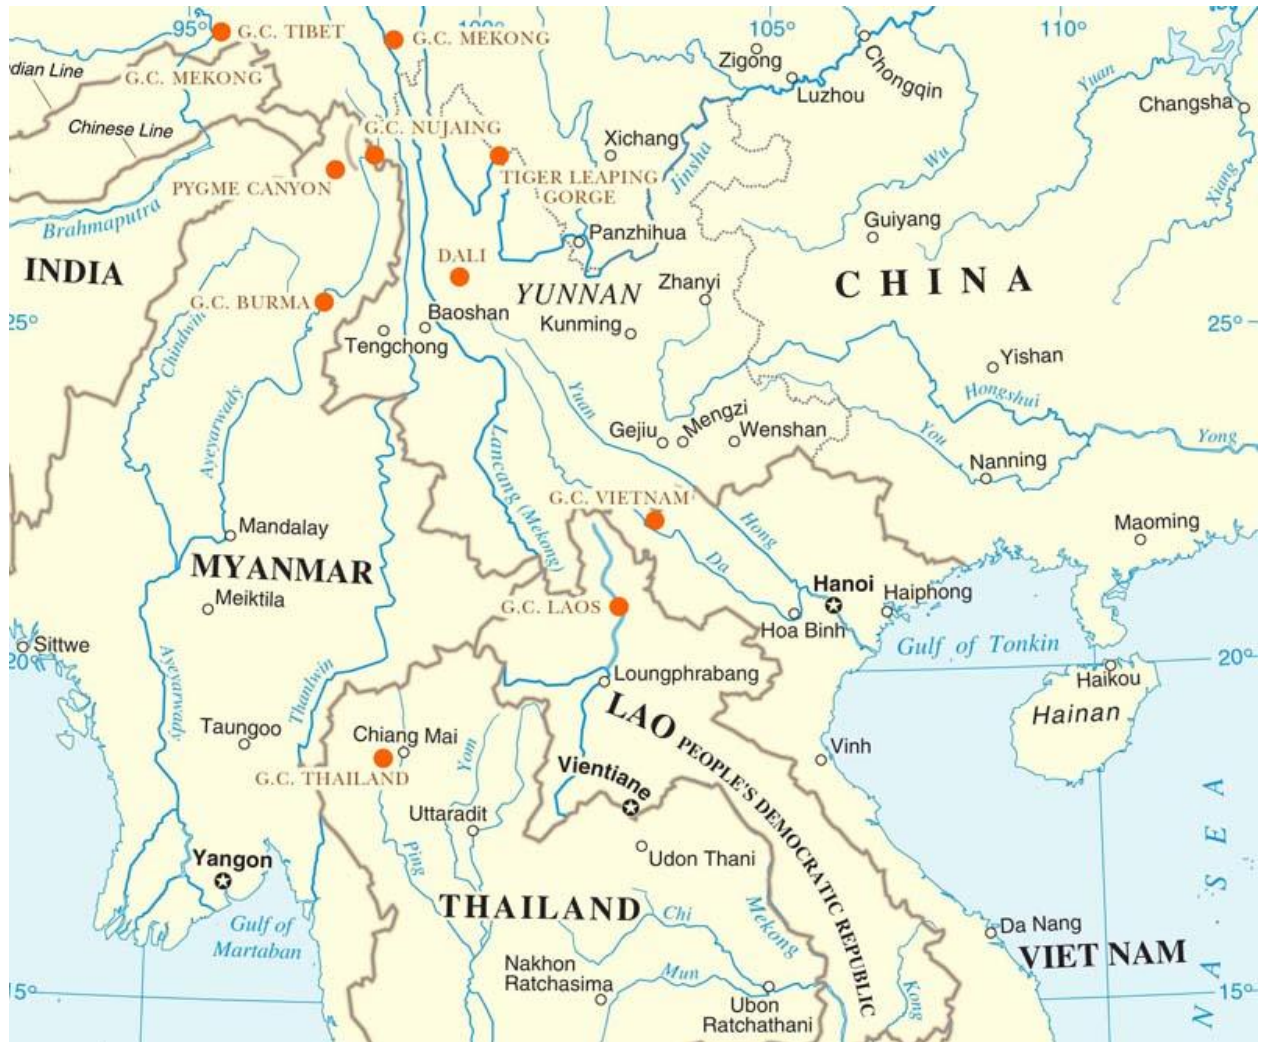 95°
100°
105°
110°
G.C. TIBET
G.C. MEKONG
Zigong
Luzhou
Chongqin
Yuan
Changsha
dian Line
G.C. MEKONG
Chinese Line
G.C. NUJAING
Xichang
Jinsha
Wu
Xiang
PYGME CANYON
TIGER LEAPING
GORGE
Brahmaputra
Panzhihua
Guiyang
INDIA
DALI
YUNNAN
Zhanyi
CHINA
G.C. BURMA
Chindwin
Baoshan
Kunming
25°
25°
Tengchong
Yishan
Ayeyarwady
Yuan
Hongshui
Gejiu
Mengzi
Wenshan
You
Yong
Lancang (Mekong)
Nanning
G.C. VIETNAM
Mandalay
Hong
Maoming
MYANMAR
Da
Hanoi
Haiphong
Meiktila
G.C. LAOS
Hoa Binh
Gulf of Tonkin
Sittwe
20°
20°
Ayeyarwady
Thanlwin
Loungphrabang
Haikou
Hainan
LAO PEOPLE'S DEMOCRATIC REPUBLIC
Taungoo
Chiang Mai
Yom
Vinh
G.C. THAILAND
Vientiane
Uttaradit
Ping
Udon Thani
Yangon
THAILAND
Chi
Mekong
Gulf of
Martaban
Da Nang
VIET NAM
Nakhon
Ratchasima
Mun
Ubon
Ratchathani
Kong
15°
15°
NA SEA